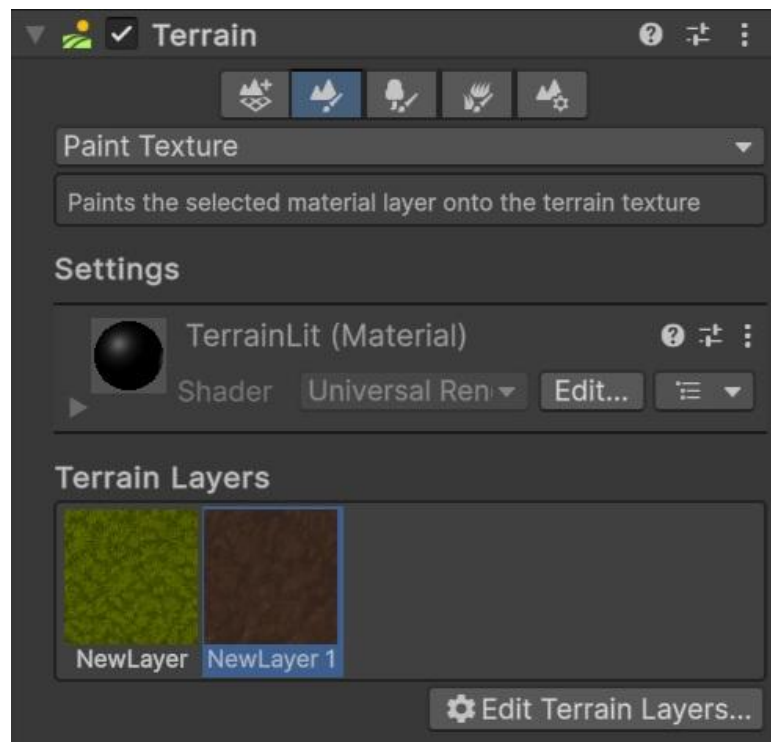 Terrain
Paint Texture
Paints the selected material layer onto the terrain texture
Settings
TerrainLit (Material)
Shader Universal Ren Edit...
Terrain Layers
NewLayer NewLayer 1
Edit Terrain Layers...